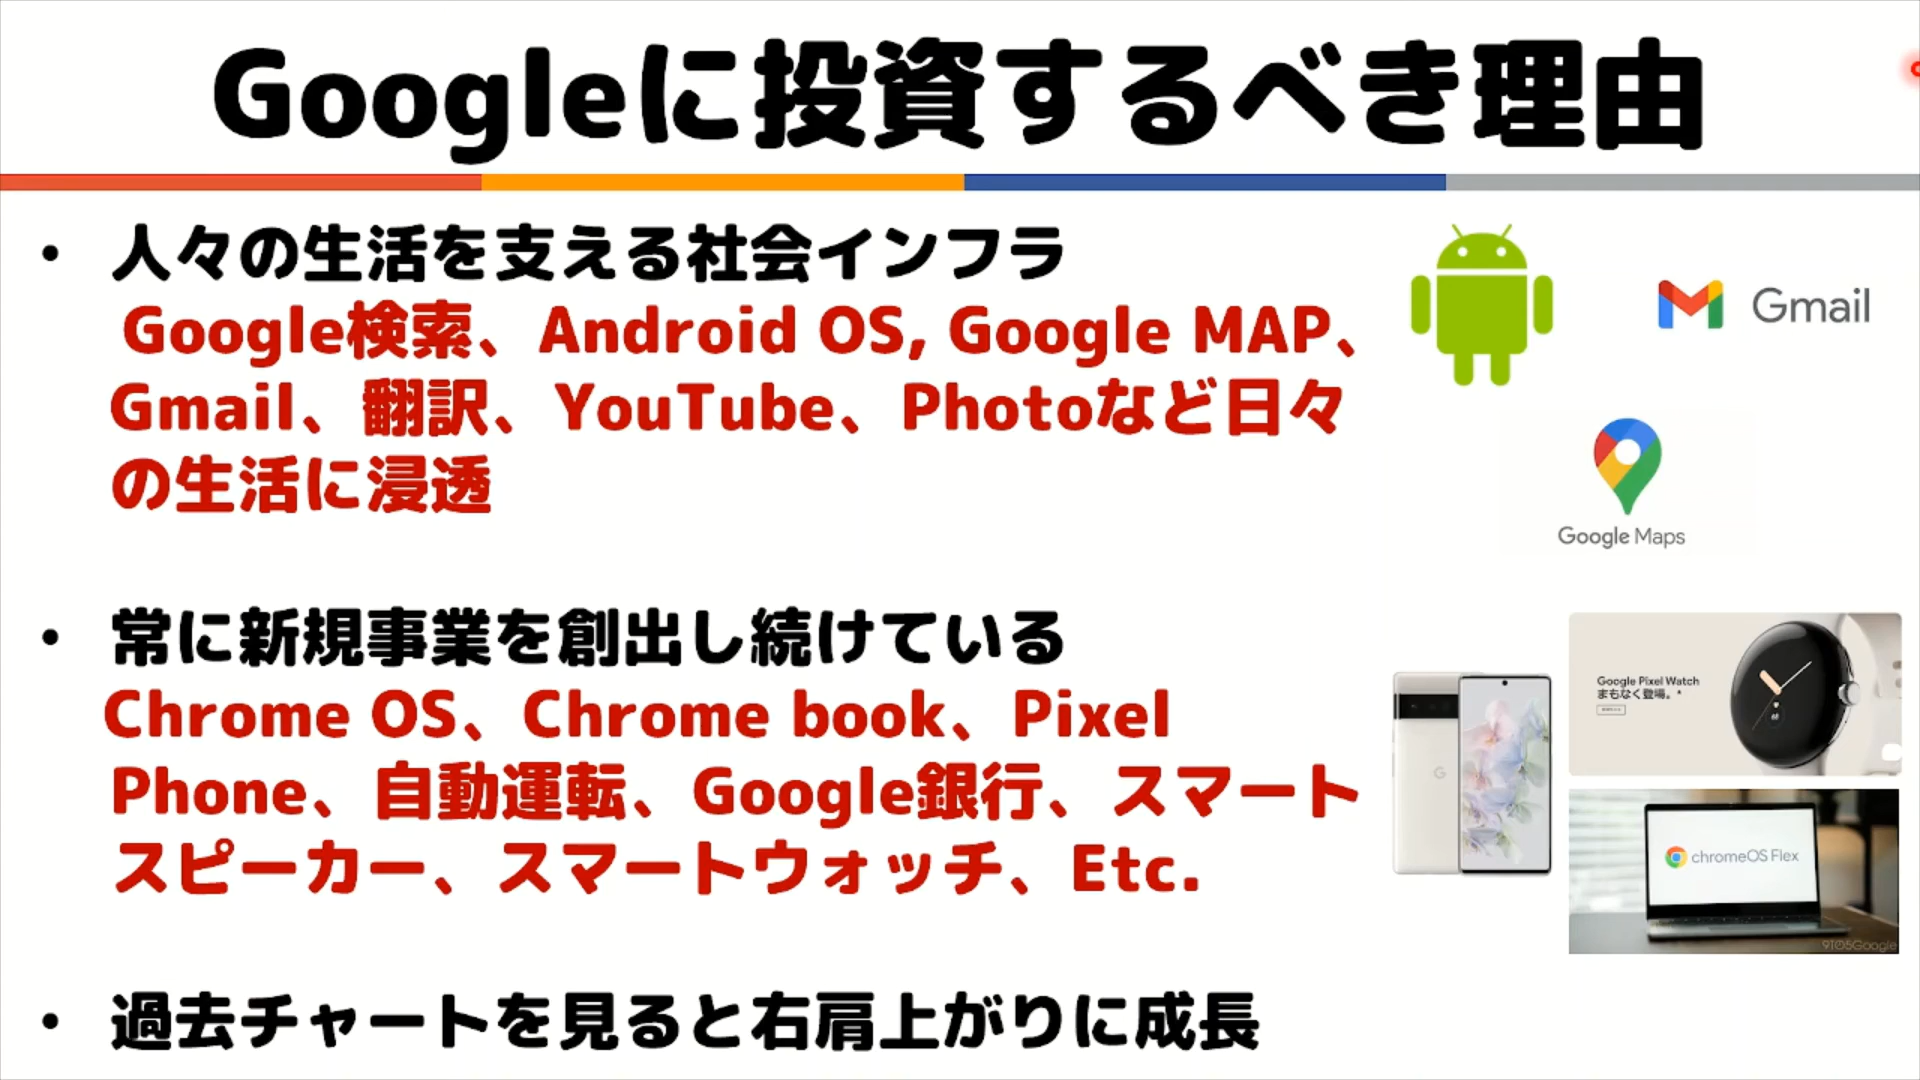 Googleに投資するべき理由
• 人々の生活を支える社会インフラ
Google検索、Android OS, Google MAP、
Gmail、翻訳、YouTube、Photoなど日々
の生活に浸透
Gmail
Google Maps
• 常に新規事業を創出し続けている
Chrome OS、Chrome book、Pixel
Phone、自動運転、Google銀行、スマート
スピーカー、スマートウォッチ、Etc.
G
Google Pixel Watch
まもなく登場。*
chromeOS Flex
9TO5Google
• 過去チャートを見ると右肩上がりに成長